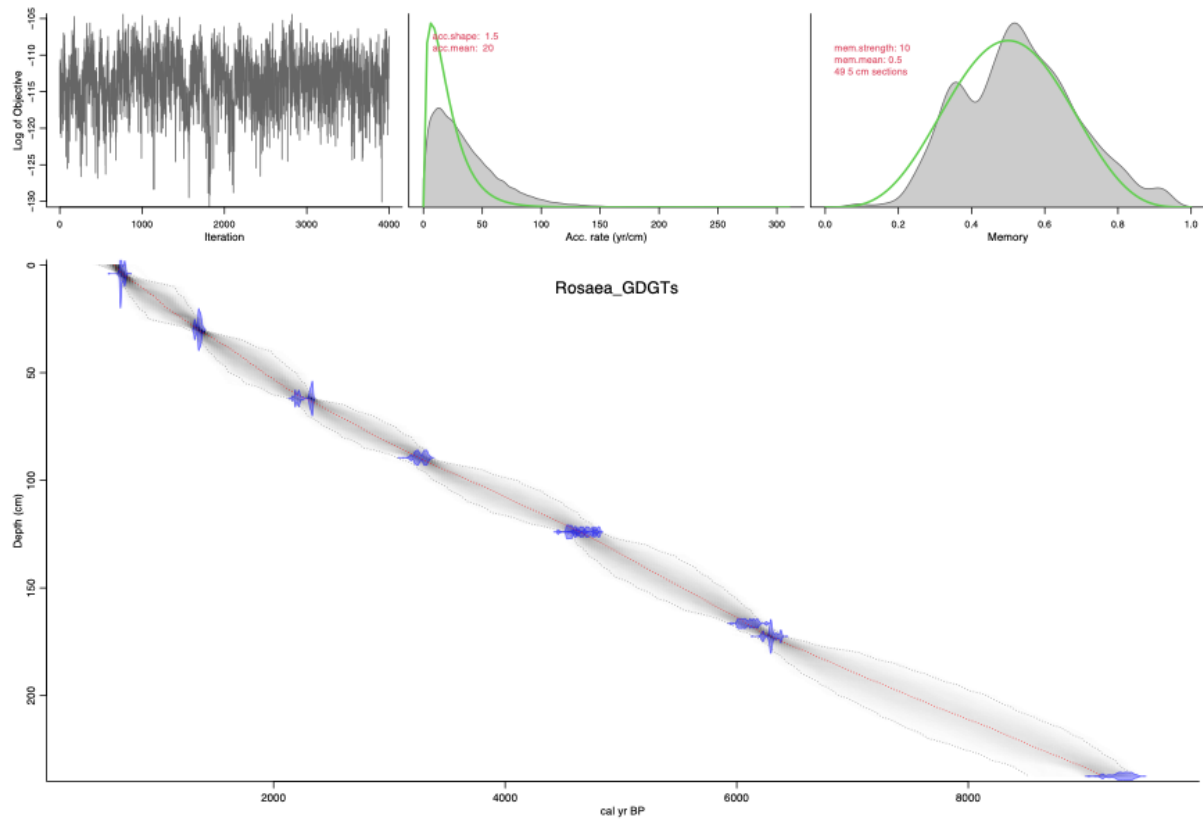 -105
-110
-115
-120
-125
-130
Log of Objective
0
1000
2000
3000
4000
Iteration
acc.shape: 1.5
acc.mean: 20
0
50
100
150
200
250
300
Acc. rate (yr/cm)
mem.strength: 10
mem.mean: 0.5
49 5 cm sections
0.0
0.2
0.4
0.6
0.8
1.0
Memory
Rosaea_GDGTs
0
50
100
150
200
Depth (cm)
2000
4000
6000
8000
cal yr BP